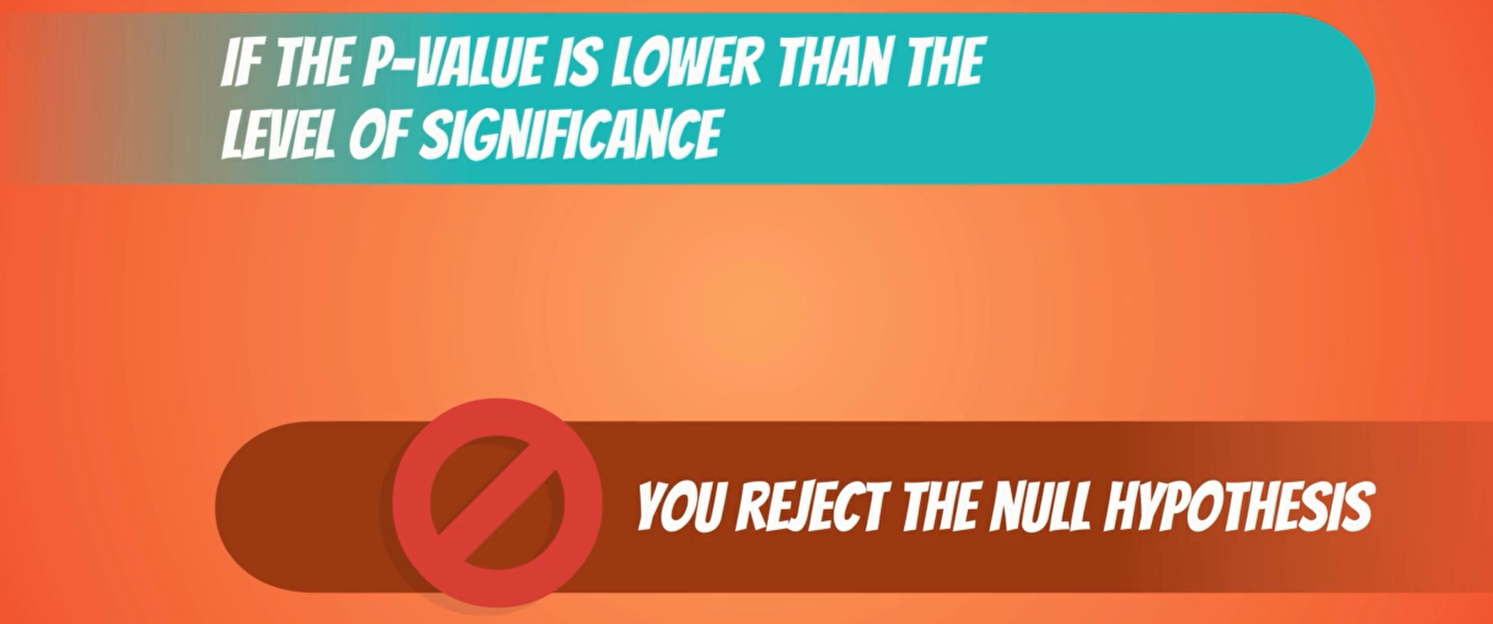 IF THE P-VALUE IS LOWER THAN THE
LEVEL OF SIGNIFICANCE
YOU REJECT THE NULL HYPOTHESIS